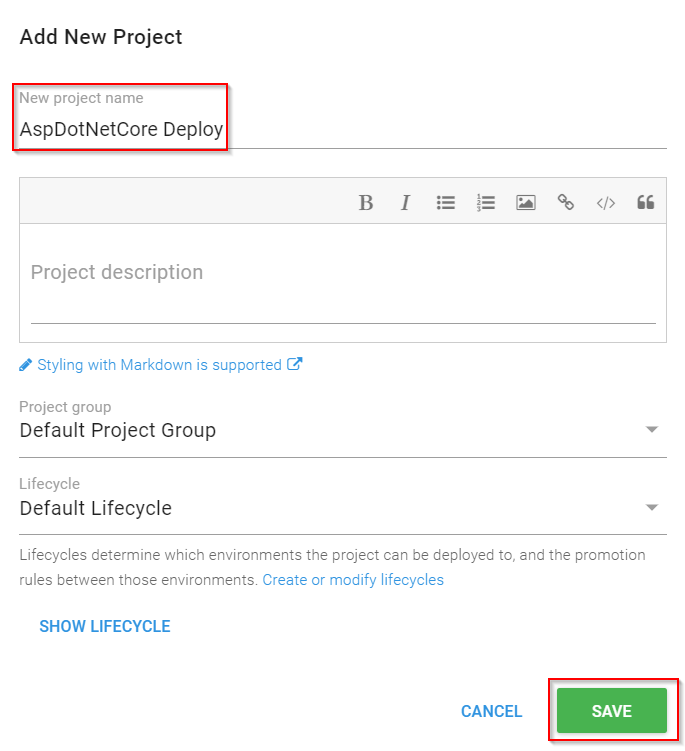 Add New Project
New project name
AspDotNetCore Deploy
B I </>
Project description
Styling with Markdown is supported
Project group
Default Project Group
Lifecycle
Default Lifecycle
Lifecycles determine which environments the project can be deployed to, and the promotion
rules between those environments. Create or modify lifecycles
SHOW LIFECYCLE
CANCEL SAVE